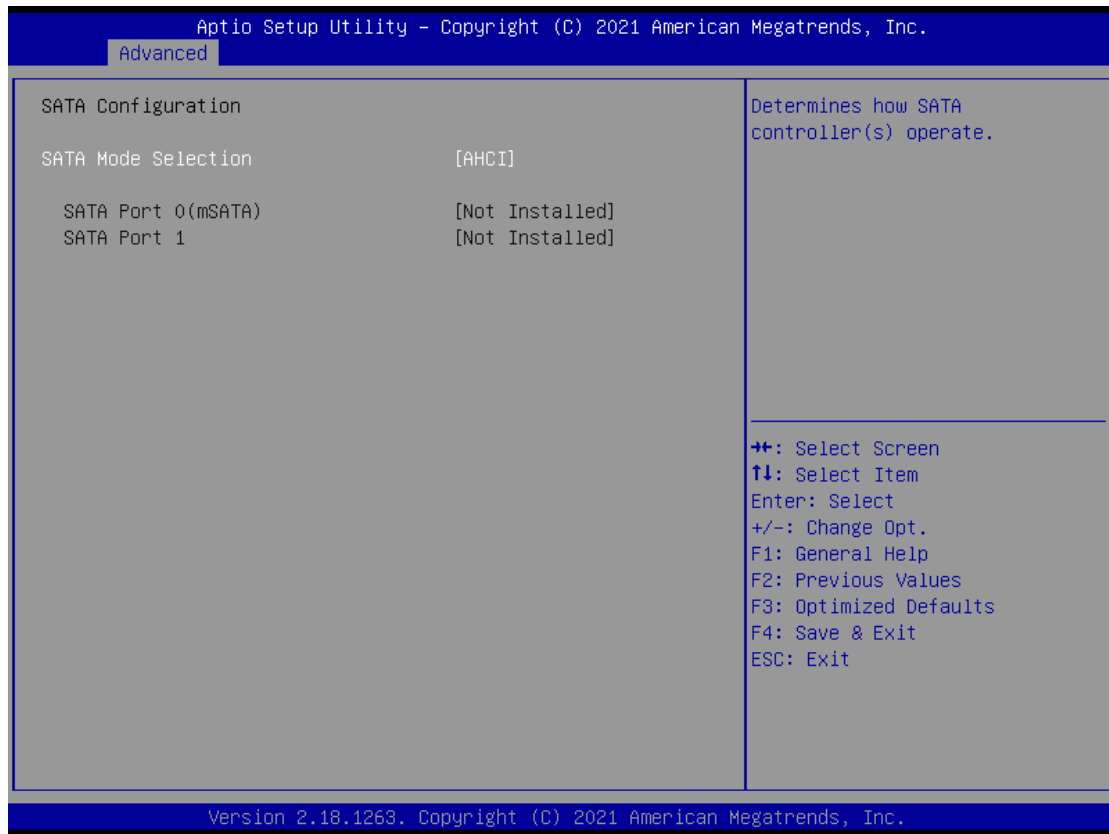 Aptio Setup Utility – Copyright (C) 2021 American Megatrends, Inc.
Advanced
SATA Configuration
SATA Mode Selection [AHCI]
SATA Port 0(mSATA) [Not Installed]
SATA Port 1 [Not Installed]
Determines how SATA
controller(s) operate.
→←: Select Screen
↑↓: Select Item
Enter: Select
+/-: Change Opt.
F1: General Help
F2: Previous Values
F3: Optimized Defaults
F4: Save & Exit
ESC: Exit
Version 2.18.1263. Copyright (C) 2021 American Megatrends, Inc.